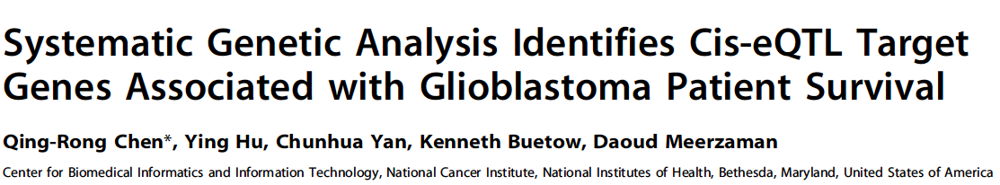 Systematic Genetic Analysis Identifies Cis-eQTL Target
Genes Associated with Glioblastoma Patient Survival
Qing-Rong Chen*, Ying Hu, Chunhua Yan, Kenneth Buetow, Daoud Meerzaman
Center for Biomedical Informatics and Information Technology, National Cancer Institute, National Institutes of Health, Bethesda, Maryland, United States of America